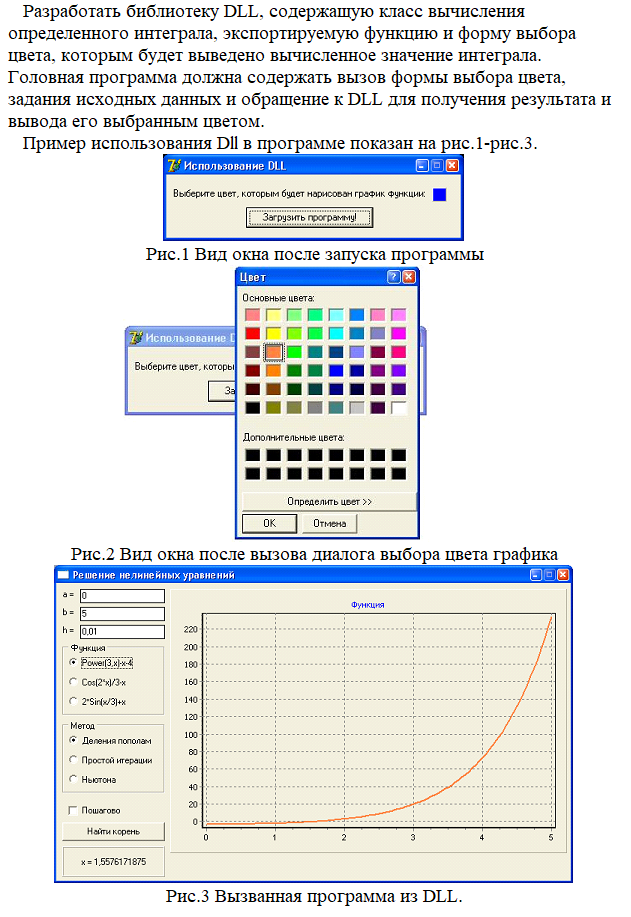 Разработать библиотеку DLL, содержащую класс вычисления
определенного интеграла, экспортируемую функцию и форму выбора
цвета, которым будет выведено вычисленное значение интеграла.
Головная программа должна содержать вызов формы выбора цвета,
задания исходных данных и обращение к DLL для получения результата и
вывода его выбранным цветом.
Пример использования Dll в программе показан на рис.1-рис.3.
Использование DLL
Выберите цвет, которым будет нарисован график функции:
Загрузить программу!
Рис.1 Вид окна после запуска программы
Цвет
Основные цвета:
Использование D
Выберите цвет, которы
За
Дополнительные цвета:
Определить цвет >>
OK
Отмена
Рис.2 Вид окна после вызова диалога выбора цвета графика
Решение нелинейных уравнений
a = 0
b = 5
h = 0,01
Функция
Power(3,x)-x-4
Cos(2*x)/3-x
2*Sin(x/3)+x
Метод
Деления пополам
Простой итерации
Ньютона
Пошагово
Найти корень
x = 1,5576171875
Функция
220
200
180
160
140
120
100
80
60
40
20
0
0 1 2 3 4 5
Рис.3 Вызванная программа из DLL.